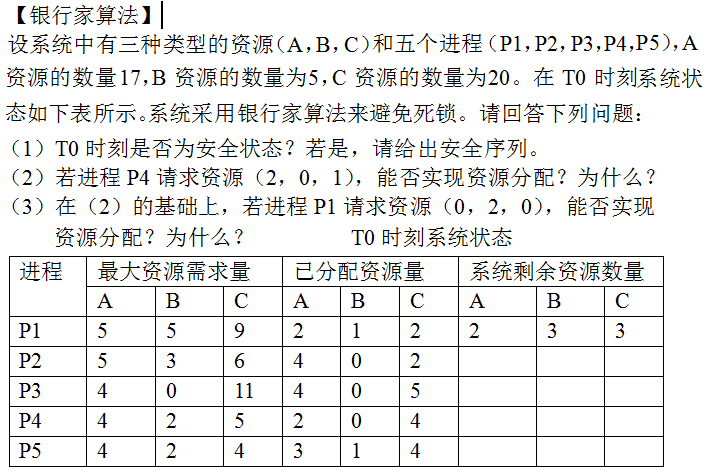 【银行家算法】
设系统中有三种类型的资源(A,B,C)和五个进程(P1,P2,P3,P4,P5),A
资源的数量17,B 资源的数量为5,C 资源的数量为20。在 T0 时刻系统状
态如下表所示。系统采用银行家算法来避免死锁。请回答下列问题:
(1)T0 时刻是否为安全状态?若是,请给出安全序列。
(2)若进程 P4 请求资源(2,0,1),能否实现资源分配?为什么?
(3)在(2)的基础上,若进程 P1 请求资源(0,2,0),能否实现
资源分配?为什么? T0 时刻系统状态
进程 最大资源需求量 已分配资源量 系统剩余资源数量
A B C A B C A B C
P1 5 5 9 2 1 2 2 3 3
P2 5 3 6 4 0 2
P3 4 0 11 4 0 5
P4 4 2 5 2 0 4
P5 4 2 4 3 1 4